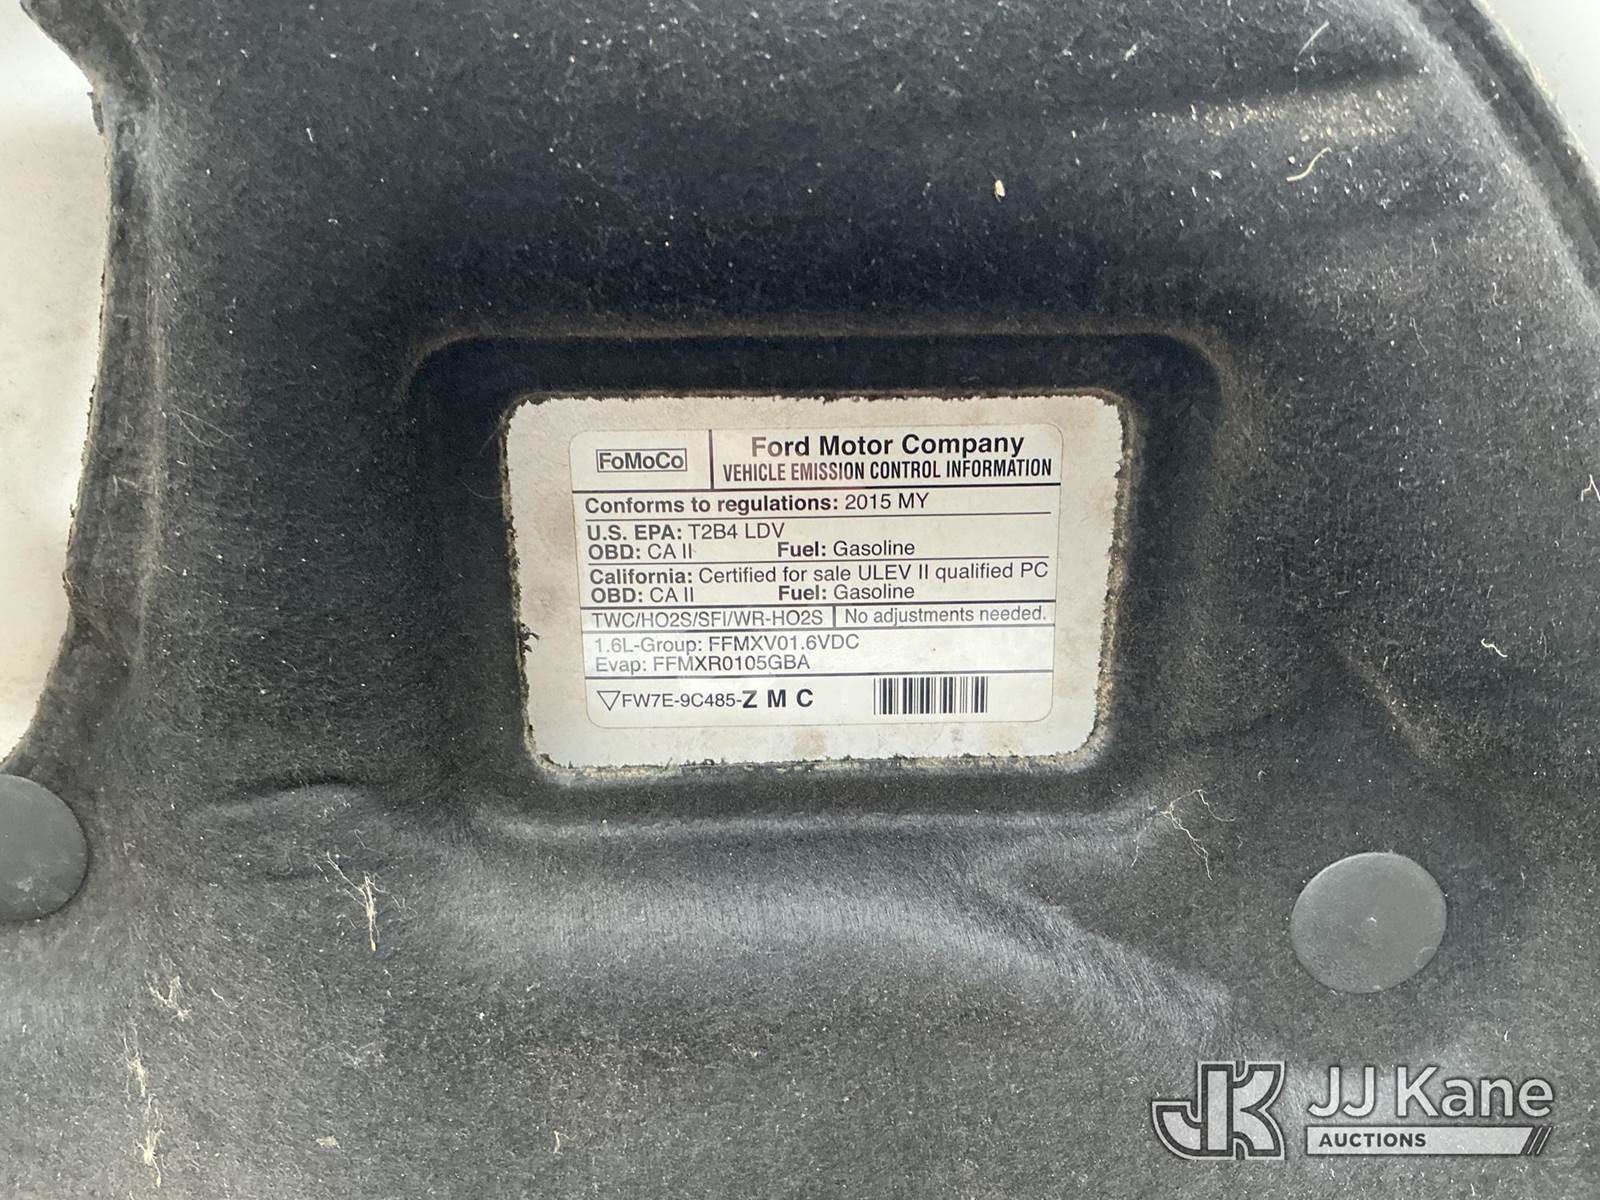 FoMoCo
Ford Motor Company
VEHICLE EMISSION CONTROL INFORMATION
Conforms to regulations: 2015 MY
U.S. EPA: T2B4 LDV
OBD: CA II Fuel: Gasoline
California: Certified for sale ULEV II qualified PC
OBD: CA II Fuel: Gasoline
TWC/HO2S/SFI/WR-HO2S No adjustments needed.
1.6L-Group: FFMXV01.6VDC
Evap: FFMXR0105GBA
FW7E-9C485-Z M C
JK JJ Kane
AUCTIONS